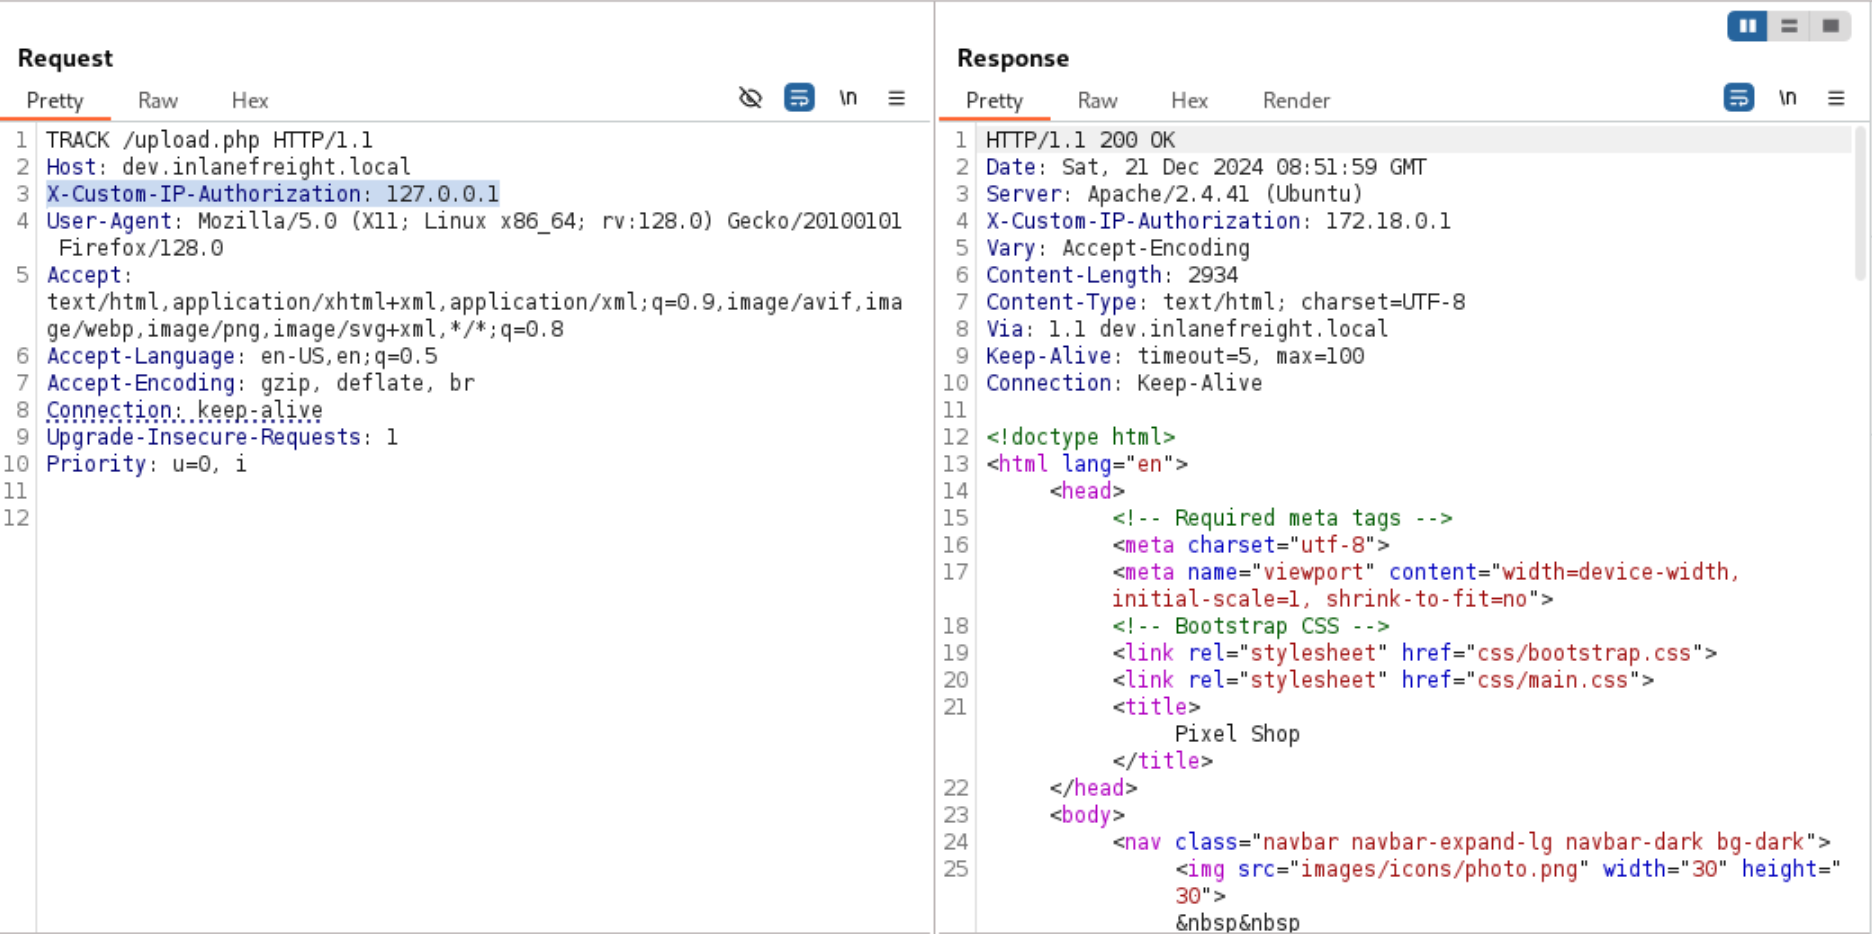 Request
Pretty Raw Hex \n
1 TRACK /upload.php HTTP/1.1
2 Host: dev.inlanefreight.local
3 X-Custom-IP-Authorization: 127.0.0.1
4 User-Agent: Mozilla/5.0 (X11; Linux x86_64; rv:128.0) Gecko/20100101
Firefox/128.0
5 Accept:
text/html,application/xhtml+xml,application/xml;q=0.9,image/avif,ima
ge/webp,image/png,image/svg+xml,*/*;q=0.8
6 Accept-Language: en-US,en;q=0.5
7 Accept-Encoding: gzip, deflate, br
8 Connection: keep-alive
9 Upgrade-Insecure-Requests: 1
10 Priority: u=0, i
11
12
Response
Pretty Raw Hex Render \n
1 HTTP/1.1 200 OK
2 Date: Sat, 21 Dec 2024 08:51:59 GMT
3 Server: Apache/2.4.41 (Ubuntu)
4 X-Custom-IP-Authorization: 172.18.0.1
5 Vary: Accept-Encoding
6 Content-Length: 2934
7 Content-Type: text/html; charset=UTF-8
8 Via: 1.1 dev.inlanefreight.local
9 Keep-Alive: timeout=5, max=100
10 Connection: Keep-Alive
11
12 <!doctype html>
13 <html lang="en">
14 <head>
15 <!-- Required meta tags -->
16 <meta charset="utf-8">
17 <meta name="viewport" content="width=device-width,
initial-scale=1, shrink-to-fit=no">
18 <!-- Bootstrap CSS -->
19 <link rel="stylesheet" href="css/bootstrap.css">
20 <link rel="stylesheet" href="css/main.css">
21 <title>
Pixel Shop
</title>
22 </head>
23 <body>
24 <nav class="navbar navbar-expand-lg navbar-dark bg-dark">
25 <img src="images/icons/photo.png" width="30" height="
30">
&nbsp&nbsp